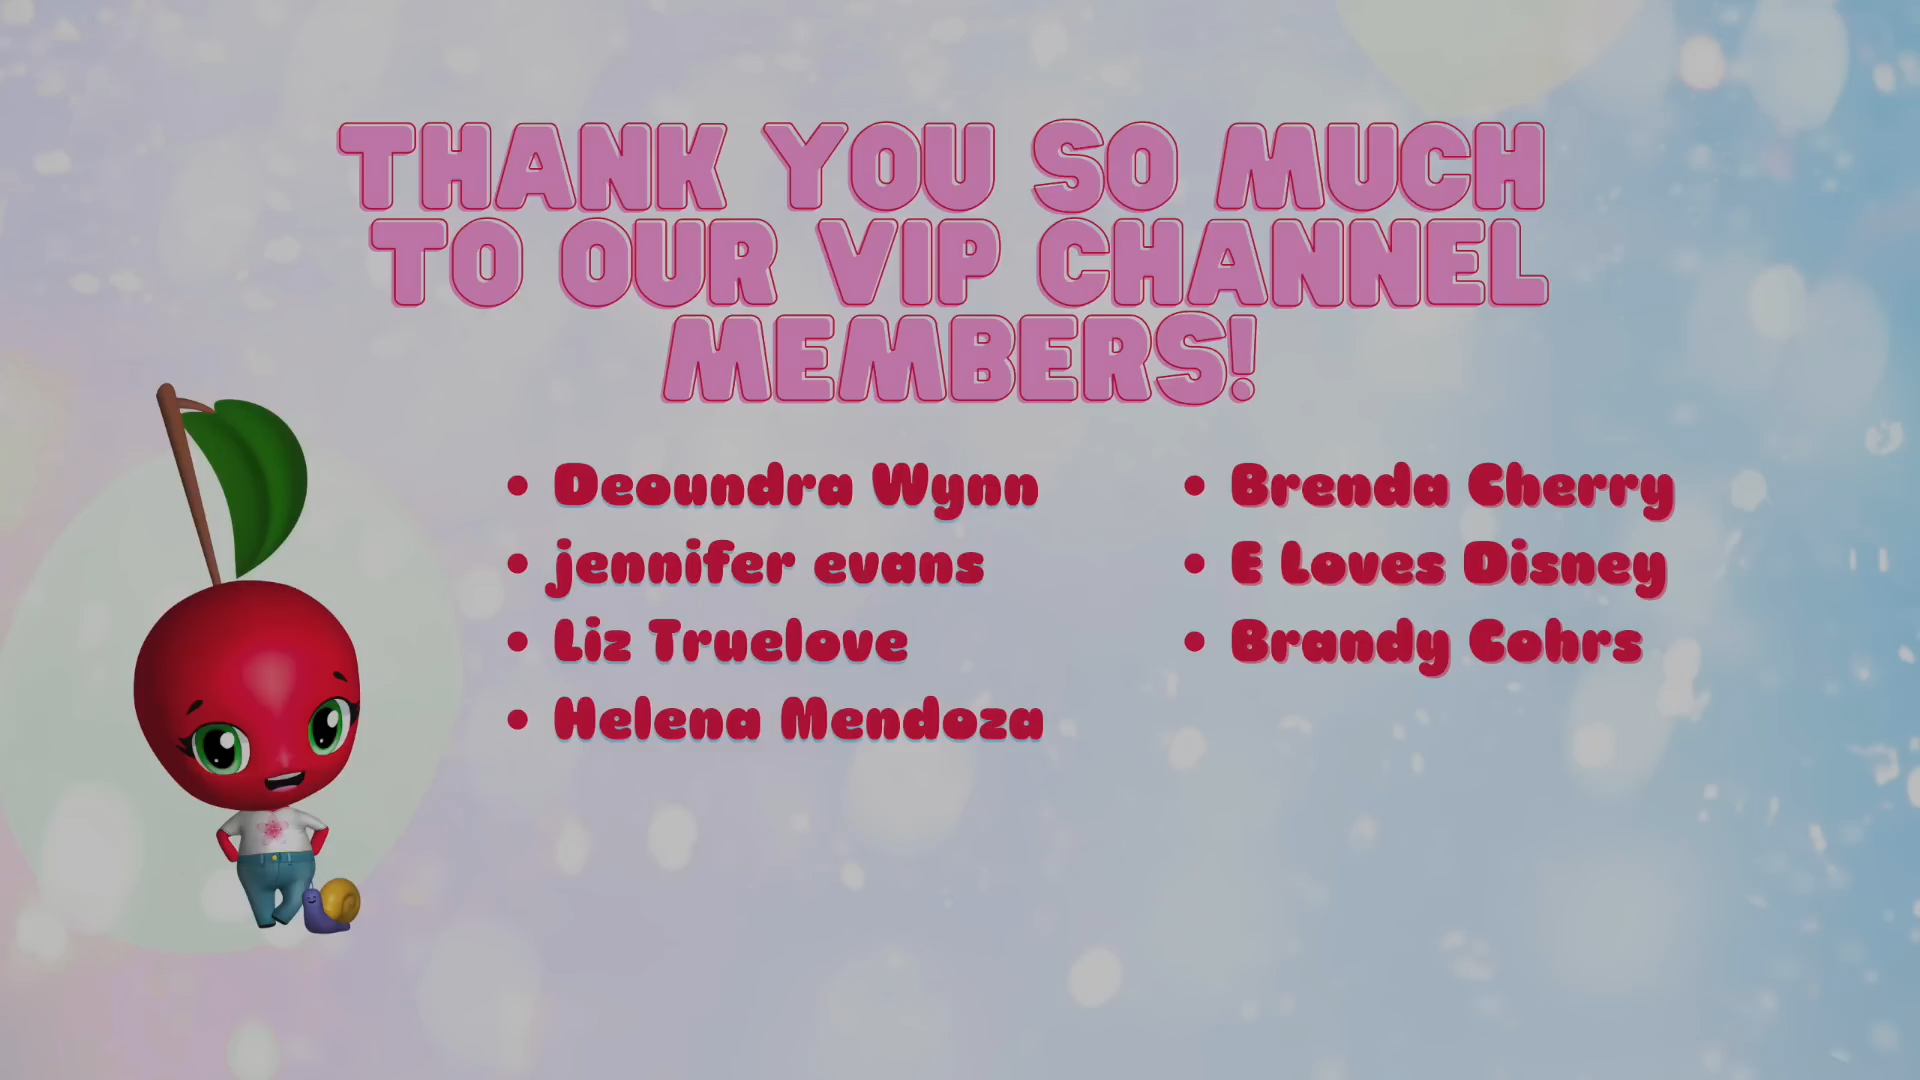 THANK YOU SO MUCH
TO OUR VIP CHANNEL
MEMBERS!
• Deoundra Wynn
• jennifer evans
• Liz Truelove
• Helena Mendoza
• Brenda Cherry
• E Loves Disney
• Brandy Cohrs